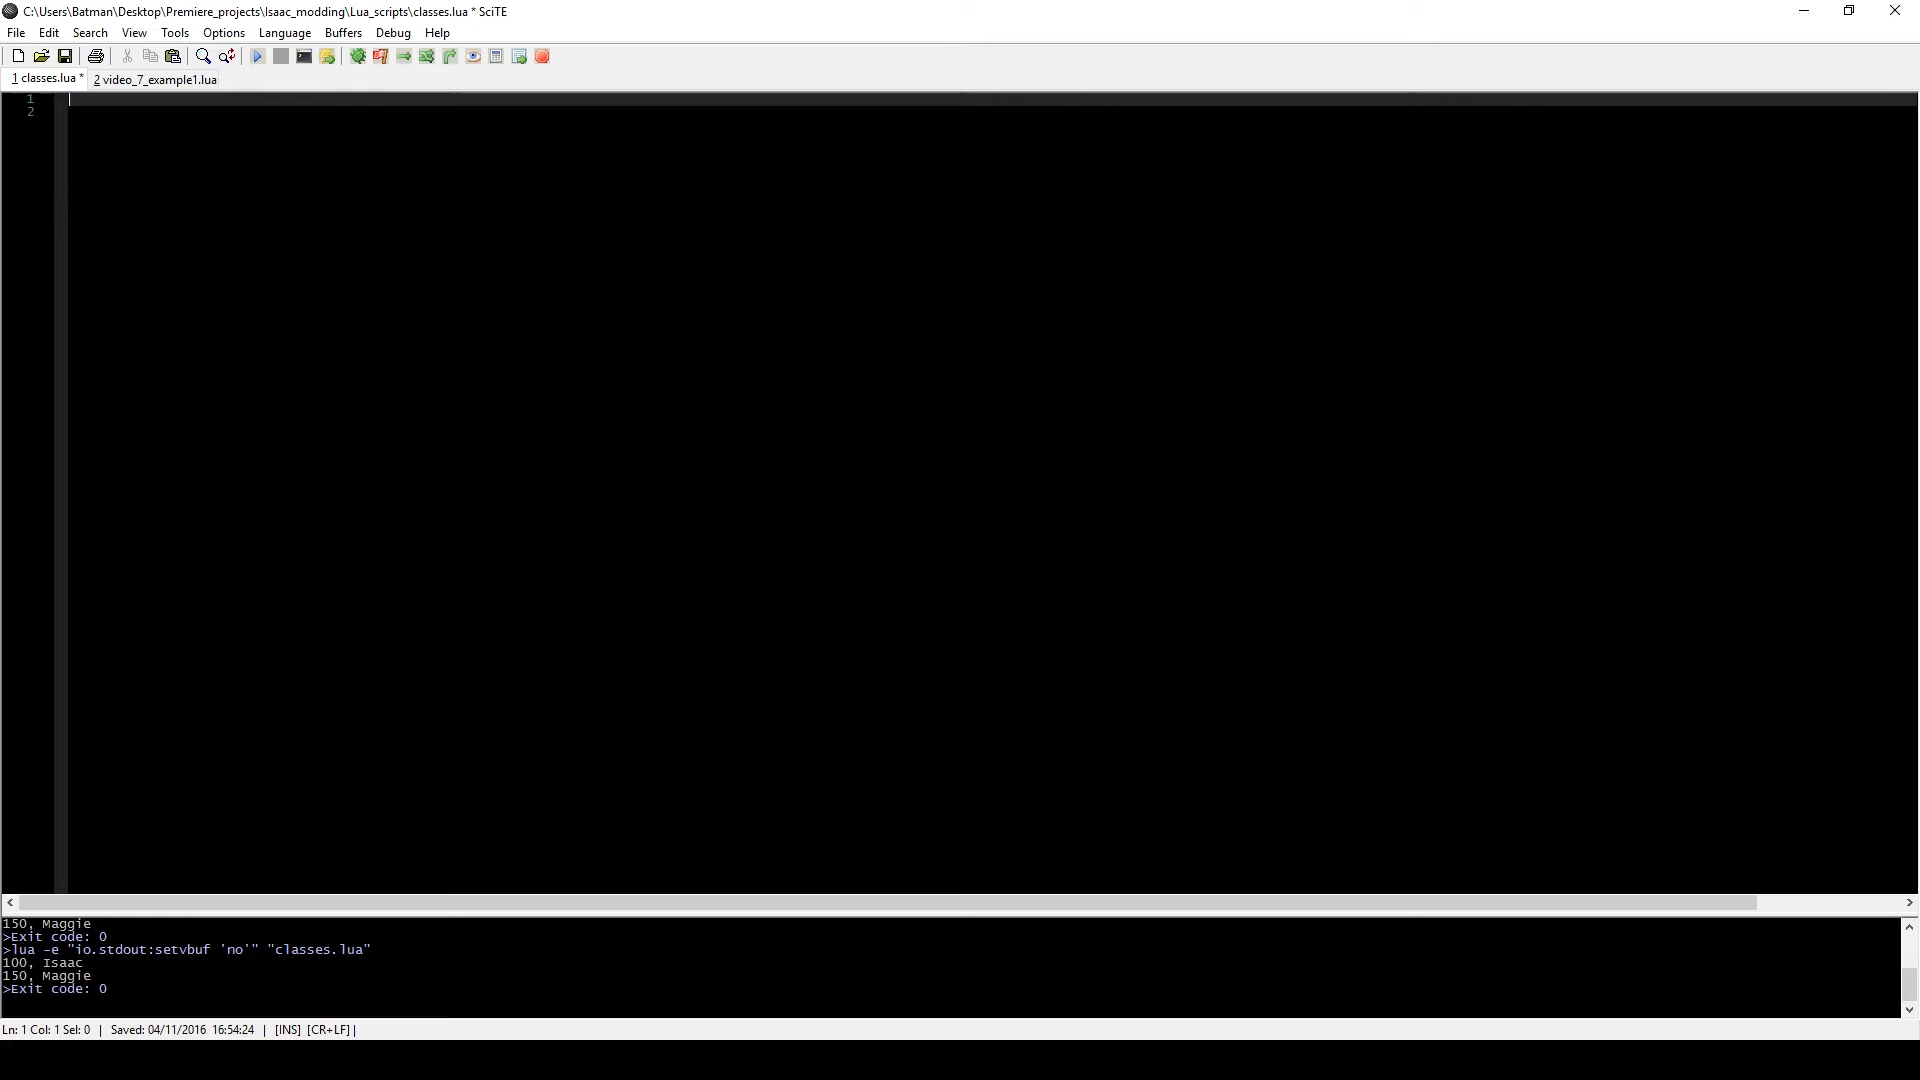 C:\Users\Batman\Desktop\Premiere_projects\Isaac_modding\Lua_scripts\classes.lua * SciTE
File Edit Search View Tools Options Language Buffers Debug Help
1 classes.lua * 2 video_7_example1.lua
1
2
150, Maggie
>Exit code: 0
>lua -e "io.stdout:setvbuf 'no'" "classes.lua"
100, Isaac
150, Maggie
>Exit code: 0
Ln: 1 Col: 1 Sel: 0 | Saved: 04/11/2016 16:54:24 | [INS] [CR+LF] |